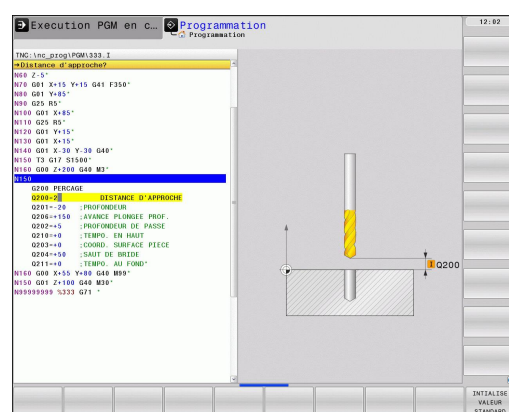 Execution PGM en c...
Programmation
Programmation
12:02
TNC:\nc_prog\PGM\333.I
→Distance d'approche?
N60 Z-5*
N70 G01 X+15 Y+15 G41 F350*
N80 G01 Y+85*
N90 G25 R5*
N100 G01 X+85*
N110 G25 R5*
N120 G01 Y+15*
N130 G01 X+15*
N140 G01 X-30 Y-30 G40*
N150 T3 G17 S1500*
N160 G00 Z+200 G40 M3*
N150
G200 PERCAGE
Q200=2 DISTANCE D'APPROCHE
Q201=-20 ;PROFONDEUR
Q206=+150 ;AVANCE PLONGEE PROF.
Q202=+5 ;PROFONDEUR DE PASSE
Q210=+0 ;TEMPO. EN HAUT
Q203=+0 ;COORD. SURFACE PIECE
Q204=+50 ;SAUT DE BRIDE
Q211=+0 ;TEMPO. AU FOND*
N160 G00 X+55 Y+80 G40 M99*
N150 G01 Z+100 G40 M30*
N99999999 %333 G71 *
Q200
INTIALISE
VALEUR
STANDARD